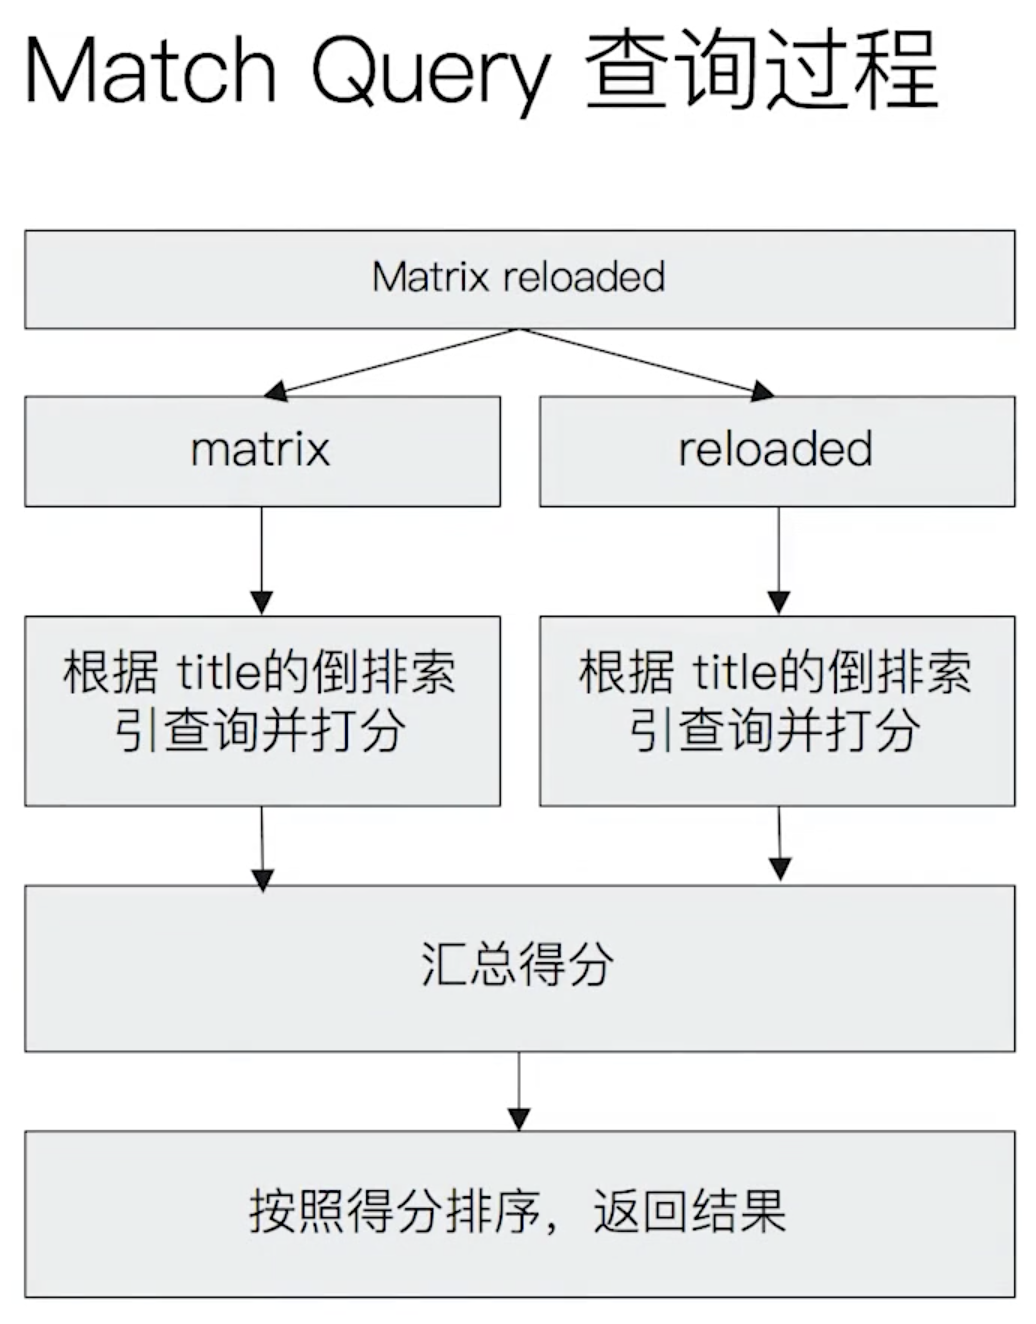 Match Query 查询过程
Matrix reloaded
matrix
reloaded
根据 title的倒排索
引查询并打分
根据 title的倒排索
引查询并打分
汇总得分
按照得分排序，返回结果